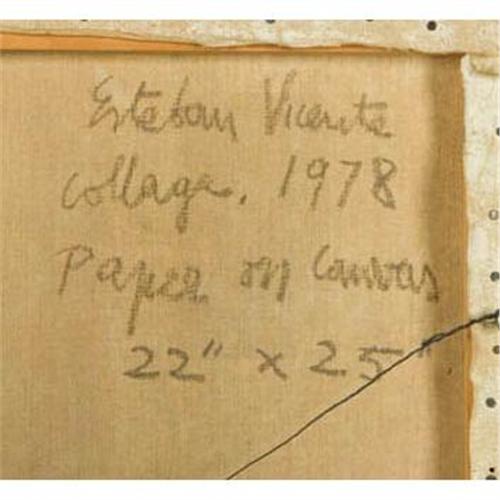 Esteban Vicente
collage. 1978
Paper on Canvas
22" x 25"